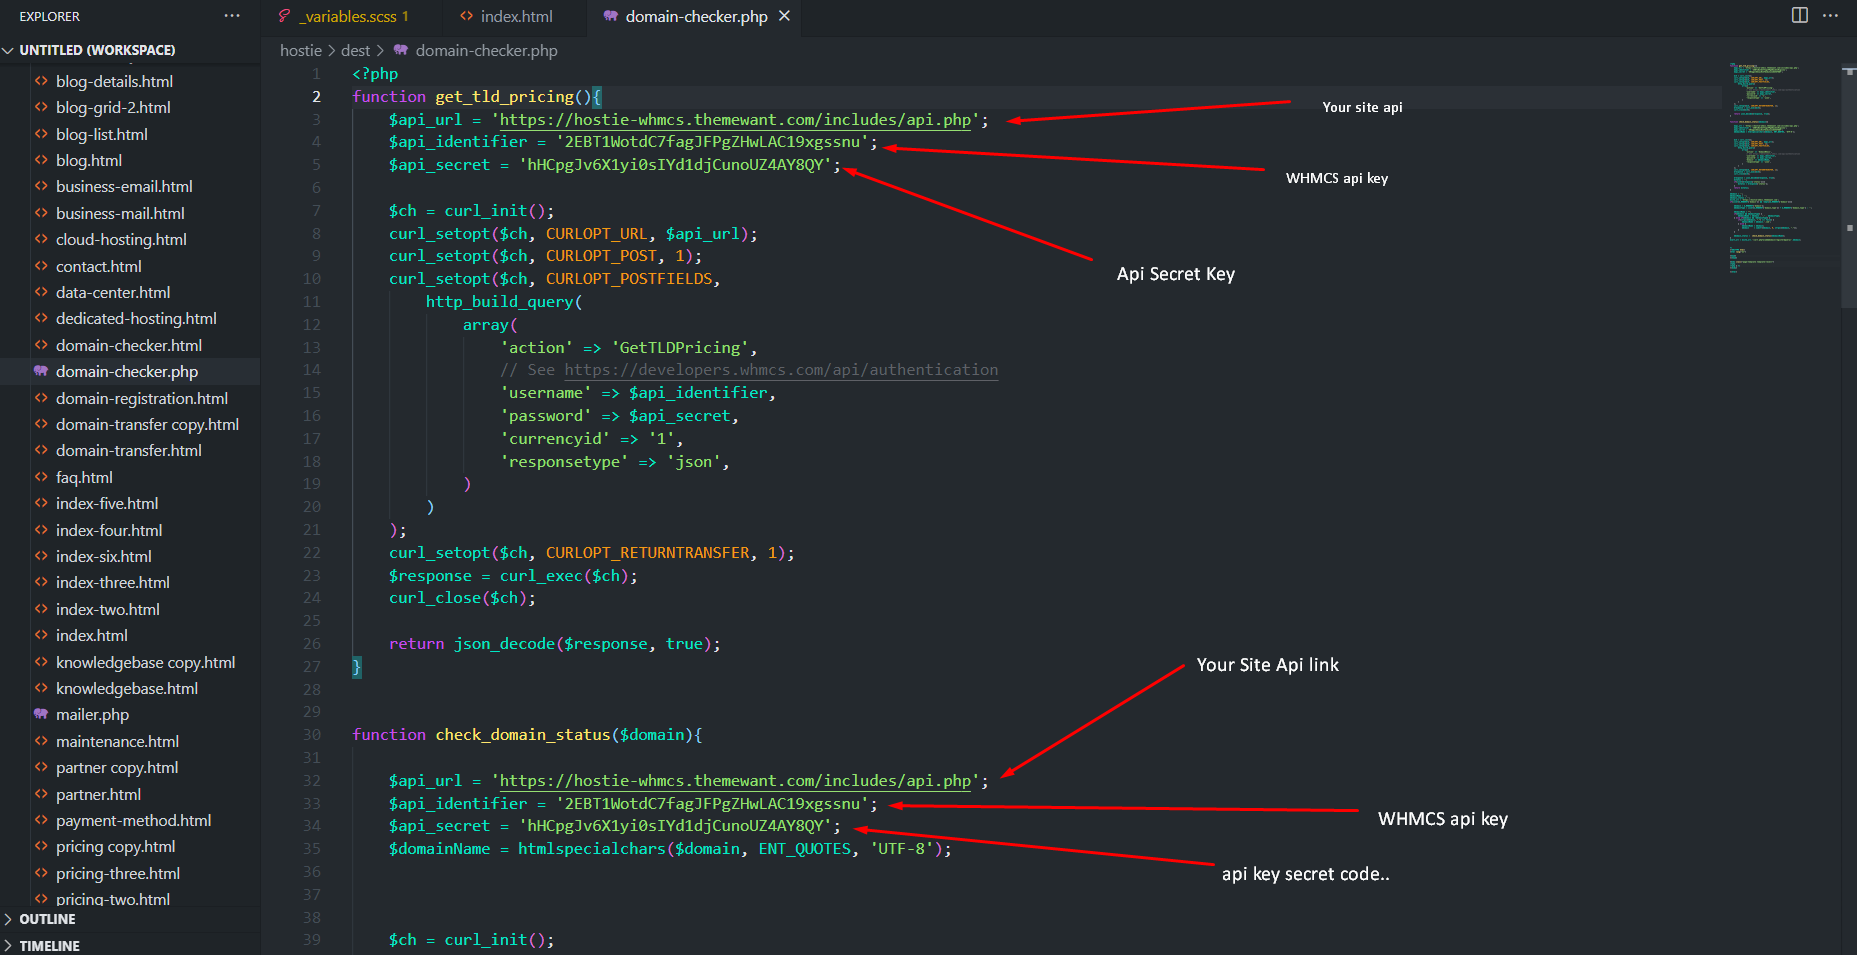 EXPLORER
UNTITLED (WORKSPACE)
blog-details.html
blog-grid-2.html
blog-list.html
blog.html
business-email.html
business-mail.html
cloud-hosting.html
contact.html
data-center.html
dedicated-hosting.html
domain-checker.html
domain-checker.php
domain-registration.html
domain-transfer copy.html
domain-transfer.html
faq.html
index-five.html
index-four.html
index-six.html
index-three.html
index-two.html
index.html
knowledgebase copy.html
knowledgebase.html
mailer.php
maintenance.html
partner copy.html
partner.html
payment-method.html
pricing copy.html
pricing-three.html
pricing-two.html
OUTLINE
TIMELINE
_variables.scss 1
index.html
domain-checker.php
hostie > dest > domain-checker.php
1 <?php
2 function get_tld_pricing(){
3 $api_url = 'https://hostie-whmcs.themewant.com/includes/api.php';
Your site api
4 $api_identifier = '2EBT1WotdC7fagJFPgZHwLAC19xgssnu';
WHMCS api key
5 $api_secret = 'hHCpgJv6X1yi0sIYd1djCunoUZ4AY8QY';
Api Secret Key
6
7 $ch = curl_init();
8 curl_setopt($ch, CURLOPT_URL, $api_url);
9 curl_setopt($ch, CURLOPT_POST, 1);
10 curl_setopt($ch, CURLOPT_POSTFIELDS,
11 http_build_query(
12 array(
13 'action' => 'GetTLDPricing',
14 // See https://developers.whmcs.com/api/authentication
15 'username' => $api_identifier,
16 'password' => $api_secret,
17 'currencyid' => '1',
18 'responsetype' => 'json',
19 )
20 )
21 );
22 curl_setopt($ch, CURLOPT_RETURNTRANSFER, 1);
23 $response = curl_exec($ch);
24 curl_close($ch);
25
26 return json_decode($response, true);
27 }
28
29
30 function check_domain_status($domain){
31
32 $api_url = 'https://hostie-whmcs.themewant.com/includes/api.php';
Your Site Api link
33 $api_identifier = '2EBT1WotdC7fagJFPgZHwLAC19xgssnu';
WHMCS api key
34 $api_secret = 'hHCpgJv6X1yi0sIYd1djCunoUZ4AY8QY';
api key secret code..
35 $domainName = htmlspecialchars($domain, ENT_QUOTES, 'UTF-8');
36
37
38
39 $ch = curl_init();